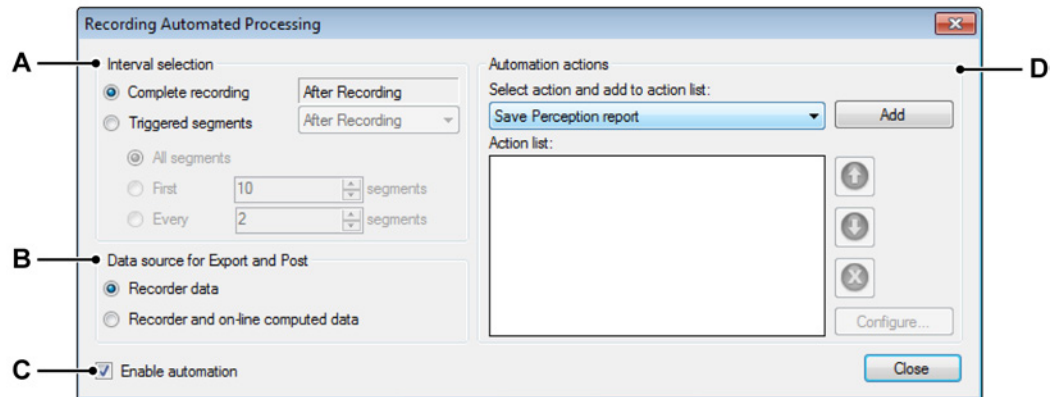 Recording Automated Processing
A
Interval selection
Complete recording
After Recording
Triggered segments
After Recording
All segments
First
10
segments
Every
2
segments
B
Data source for Export and Post
Recorder data
Recorder and on-line computed data
C
Enable automation
Automation actions
D
Select action and add to action list:
Save Perception report
Add
Action list:
Configure...
Close